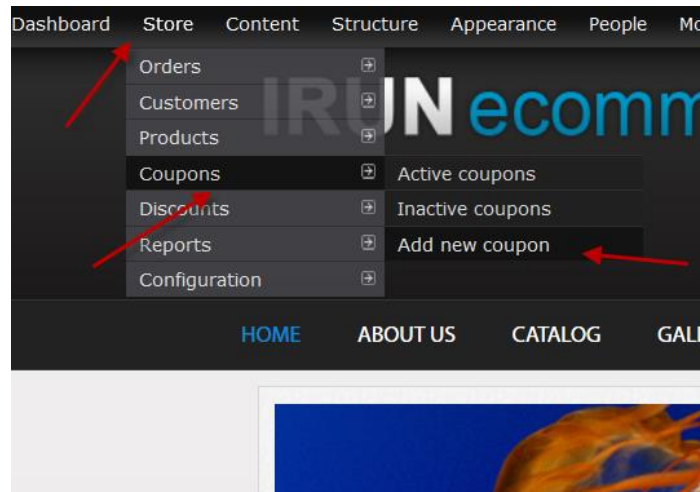 Dashboard Store Content Structure Appearance People
Orders
Customers
Products
Coupons
Discounts
Reports
Configuration
Active coupons
Inactive coupons
Add new coupon
IRUN ecomm
HOME ABOUT US CATALOG